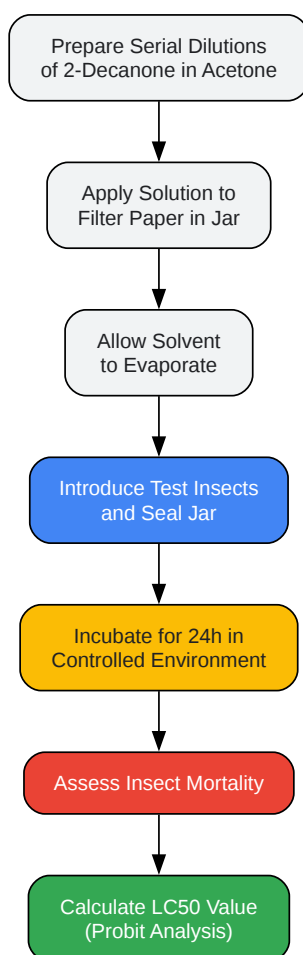 Prepare Serial Dilutions
of 2-Decanone in Acetone
Apply Solution to
Filter Paper in Jar
Allow Solvent
to Evaporate
Introduce Test Insects
and Seal Jar
Incubate for 24h in
Controlled Environment
Assess Insect Mortality
Calculate LC50 Value
(Probit Analysis)